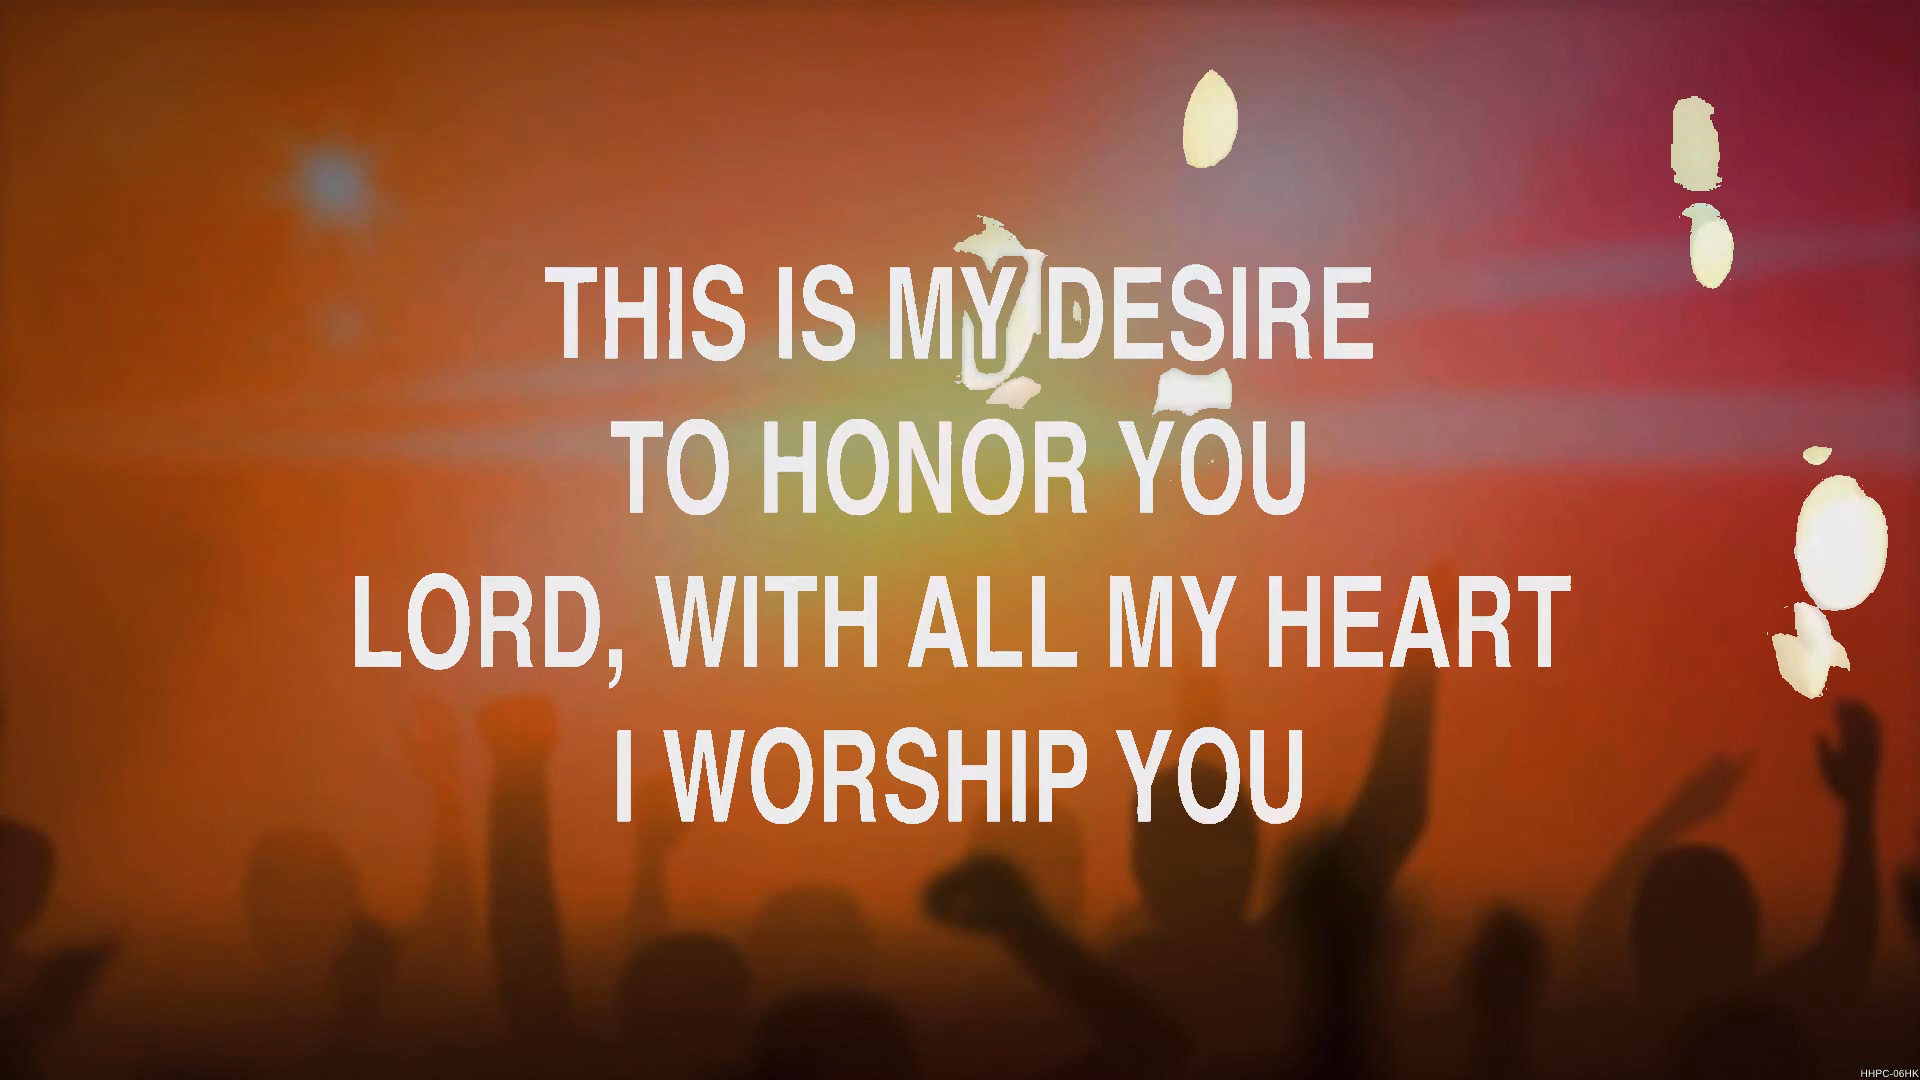 THIS IS MY DESIRE
TO HONOR YOU
LORD, WITH ALL MY HEART
I WORSHIP YOU
HHPC-06HK